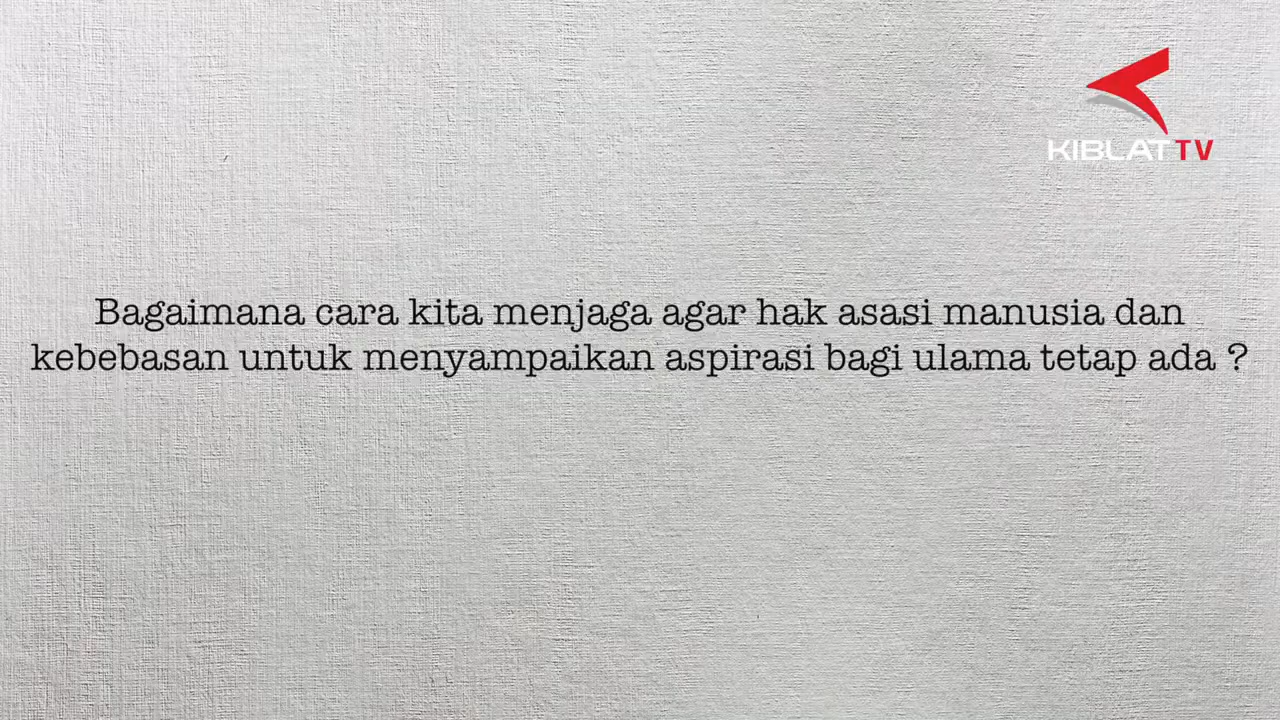 KIBLAT TV
Bagaimana cara kita menjaga agar hak asasi manusia dan
kebebasan untuk menyampaikan aspirasi bagi ulama tetap ada ?